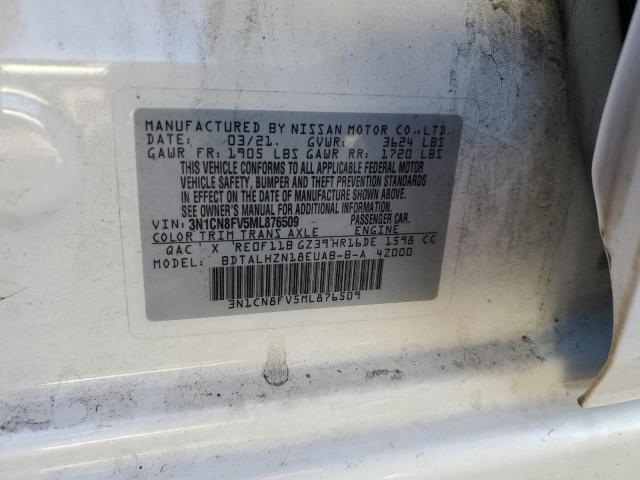 MANUFACTURED BY NISSAN MOTOR CO.,LTD.
DATE: 03/21. GVWR: 3624 LBS
GAWR FR: 1905 LBS GAWR RR: 1720 LBS
THIS VEHICLE CONFORMS TO ALL APPLICABLE FEDERAL MOTOR
VEHICLE SAFETY, BUMPER AND THEFT PREVENTION STANDARDS
IN EFFECT ON THE DATE OF MANUFACTURE SHOWN ABOVE.
SEE OWNER'S MANUAL FOR ADDITIONAL INFORMATION.
VIN: 3N1CN8FV5ML876509 PASSENGER CAR.
COLOR TRIM TRANS AXLE ENGINE
QAC X RE0F11B GZ39 HR16DE 1598 CC
MODEL: BDTALHZN18EUAB-B-A 42000
3N1CN8FV5ML876509